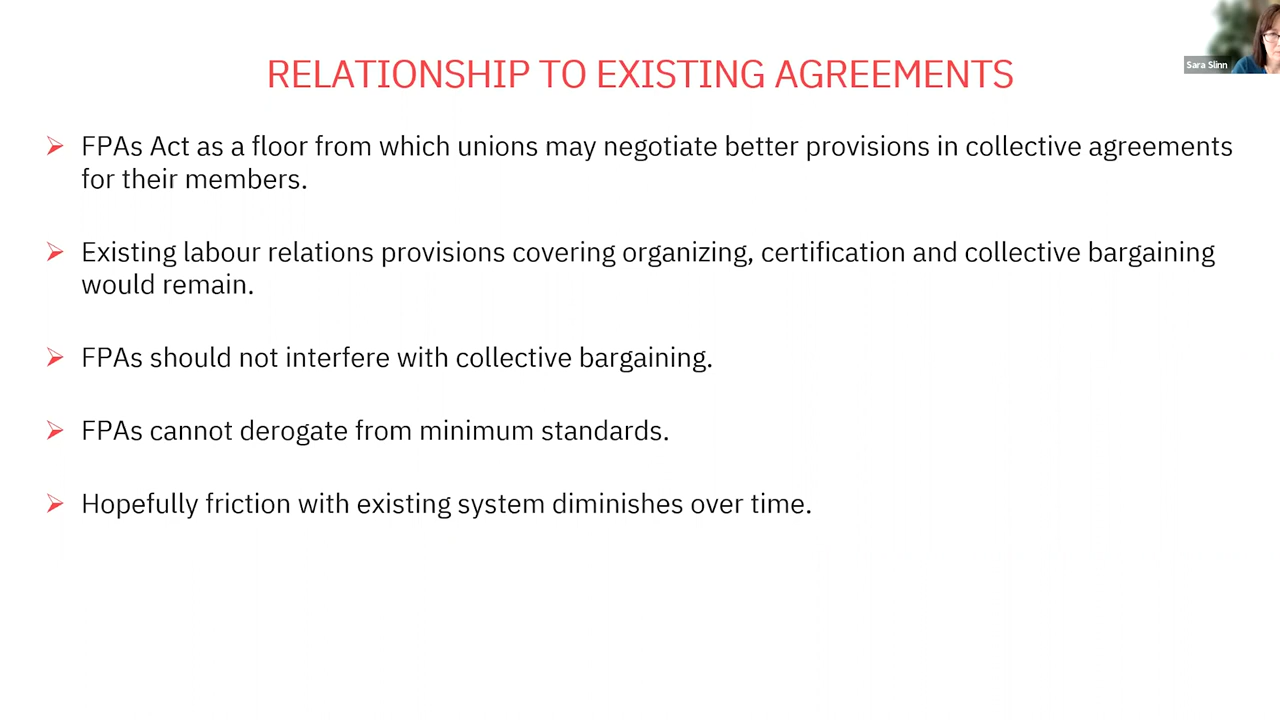 Sara Slinn
RELATIONSHIP TO EXISTING AGREEMENTS
FPAs Act as a floor from which unions may negotiate better provisions in collective agreements
for their members.
Existing labour relations provisions covering organizing, certification and collective bargaining
would remain.
FPAs should not interfere with collective bargaining.
FPAs cannot derogate from minimum standards.
Hopefully friction with existing system diminishes over time.